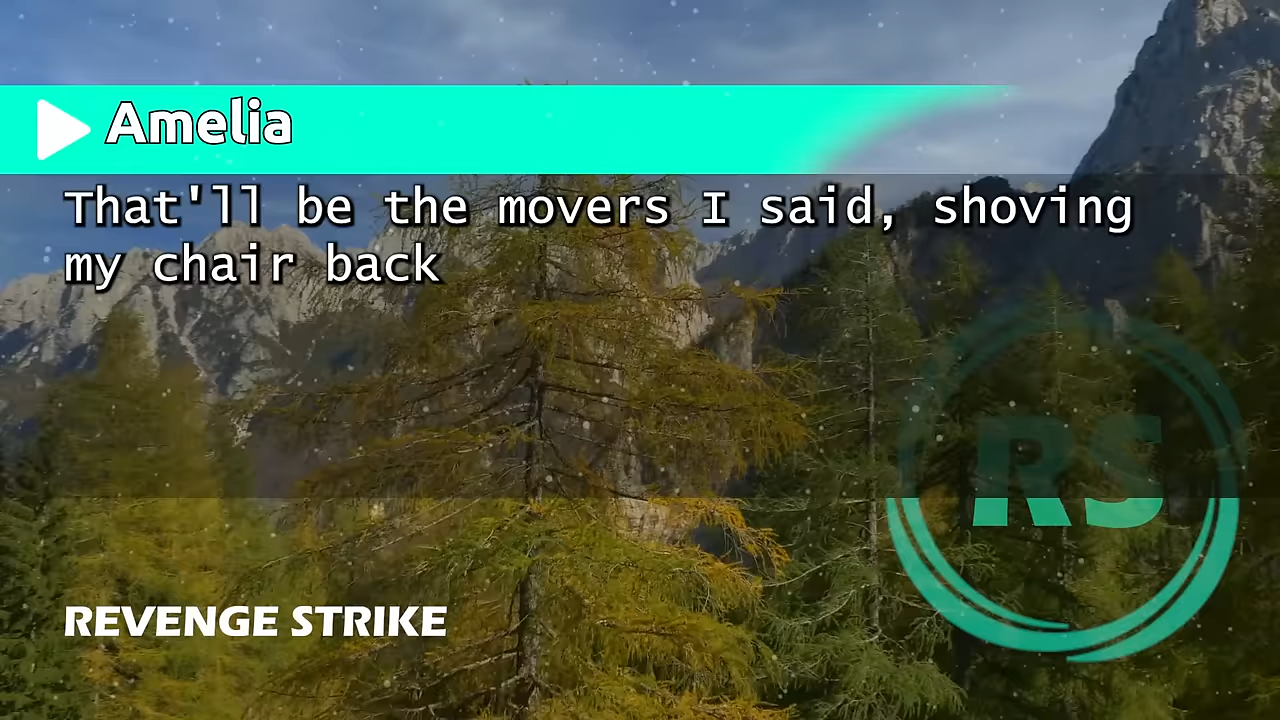 Amelia
That'll be the movers I said, shoving
my chair back
RS
REVENGE STRIKE